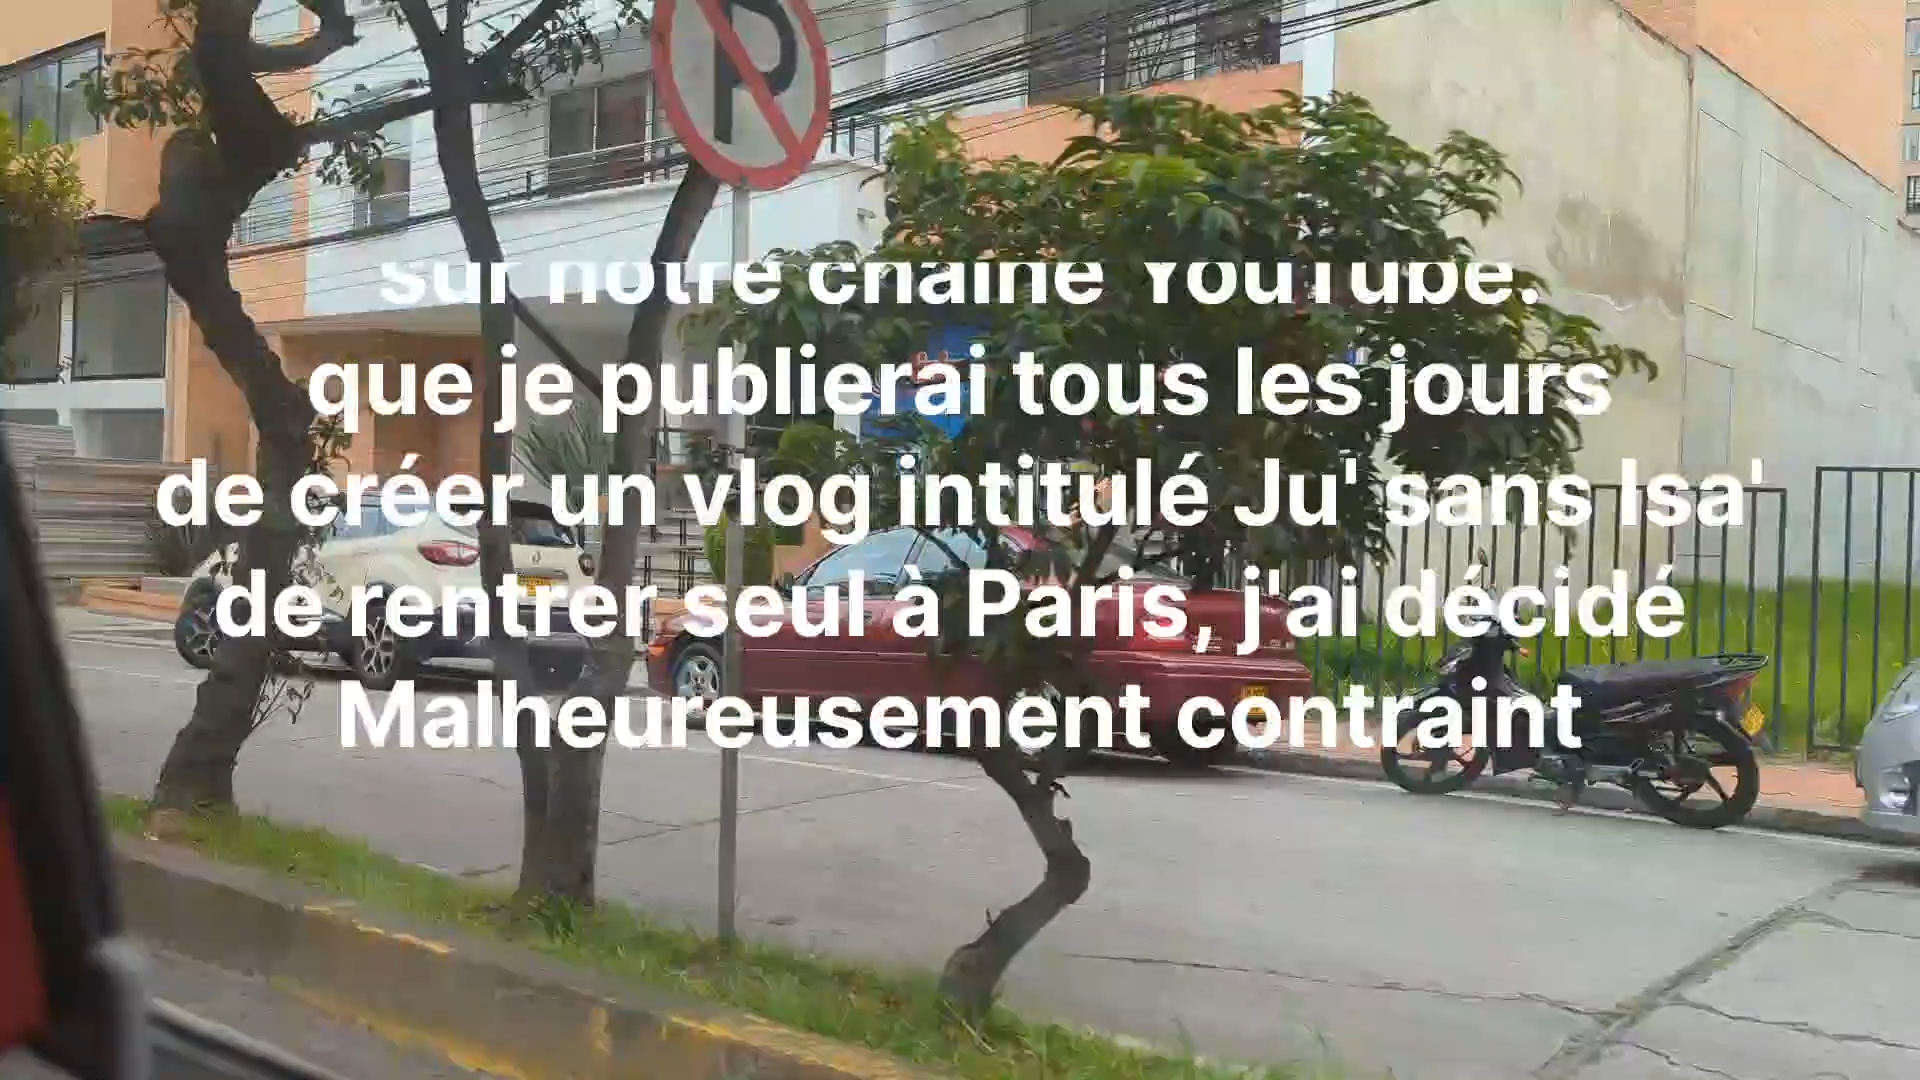 sur notre chaîne YouTube.
que je publierai tous les jours
de créer un vlog intitulé Ju' sans Isa'
de rentrer seul à Paris, j'ai décidé
Malheureusement contraint
P